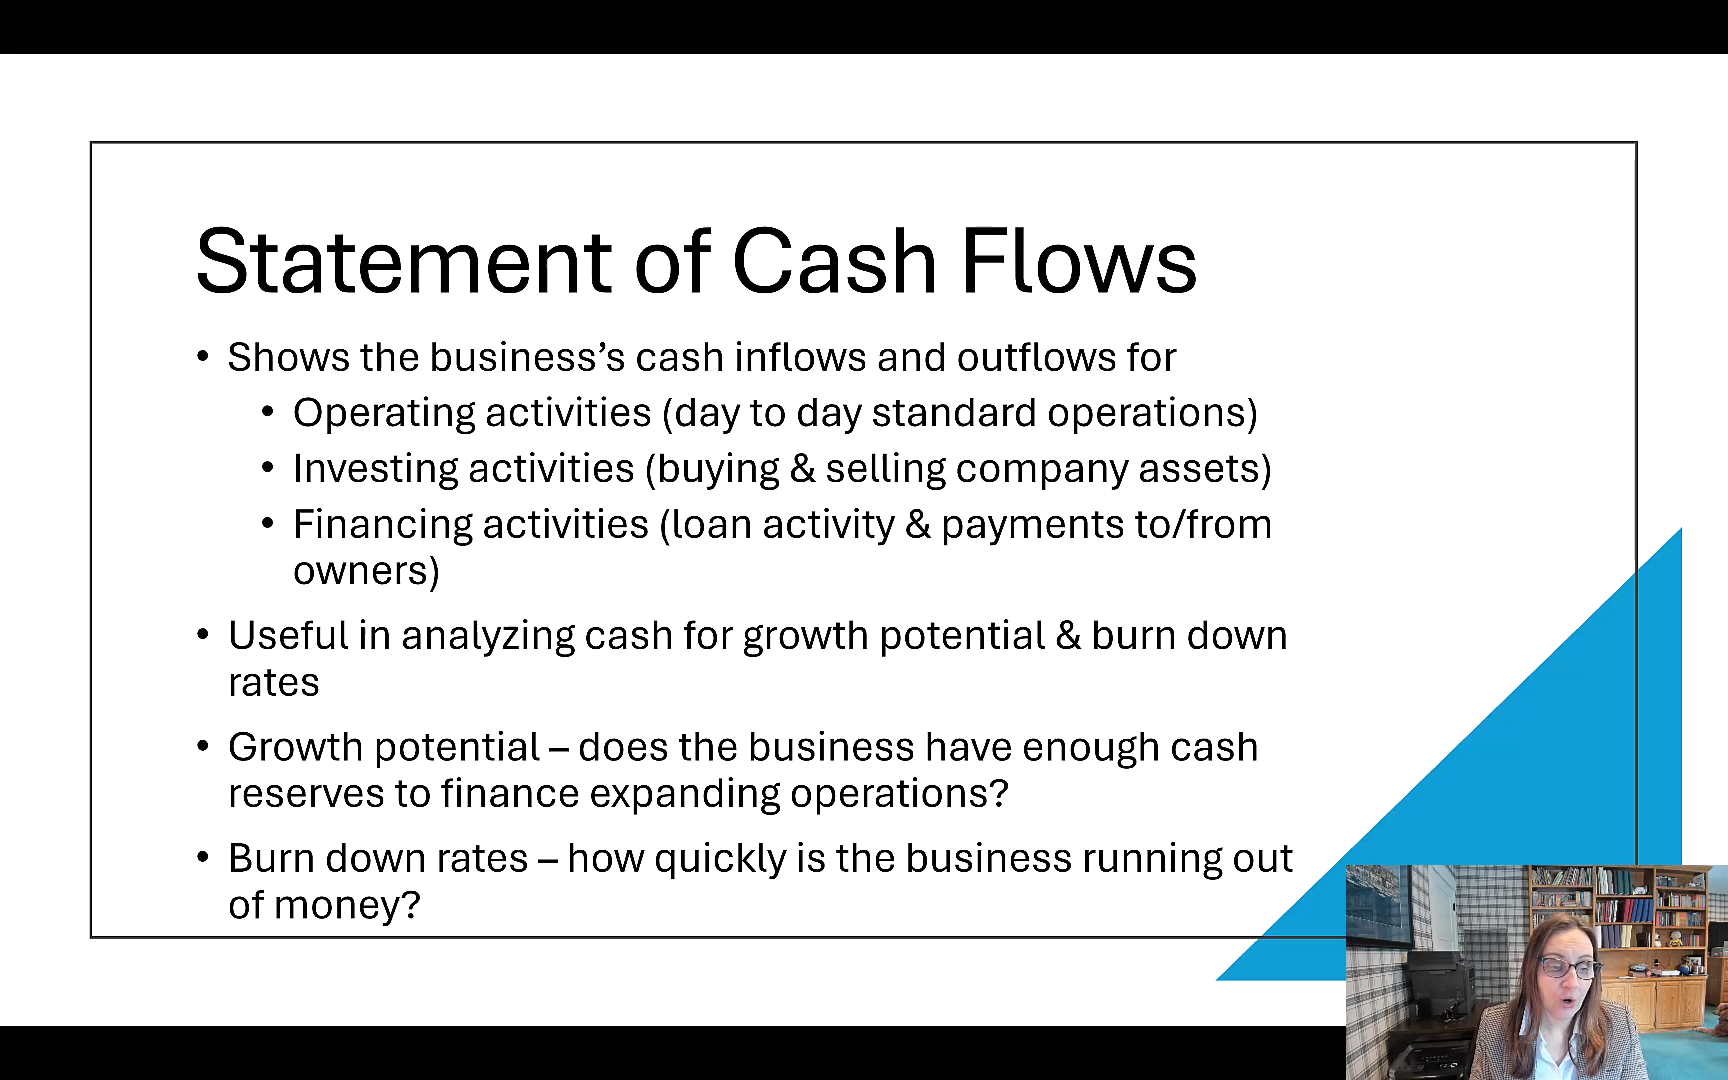 Statement of Cash Flows
• Shows the business’s cash inflows and outflows for
• Operating activities (day to day standard operations)
• Investing activities (buying & selling company assets)
• Financing activities (loan activity & payments to/from
owners)
• Useful in analyzing cash for growth potential & burn down
rates
• Growth potential – does the business have enough cash
reserves to finance expanding operations?
• Burn down rates – how quickly is the business running out
of money?